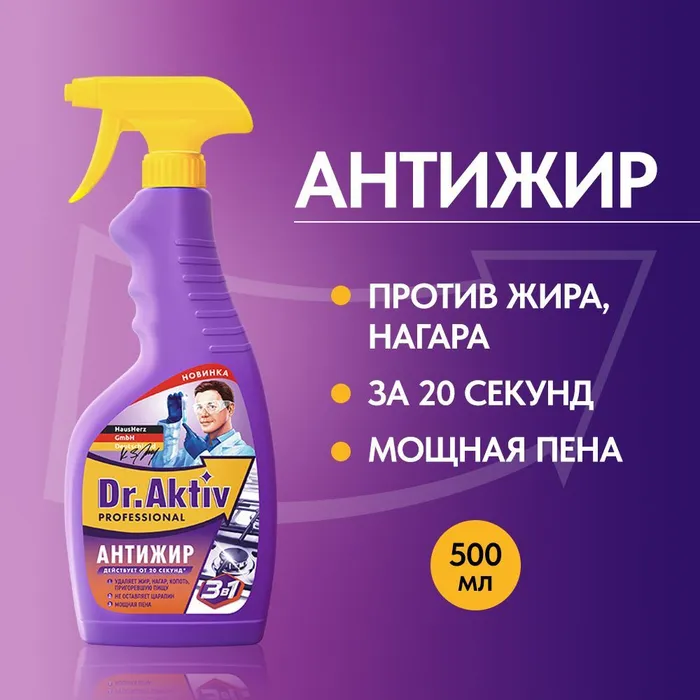 АНТИЖИР
ПРОТИВ ЖИРА,
НАГАРА
ЗА 20 СЕКУНД
МОЩНАЯ ПЕНА
500
МЛ
НОВИНКА
HausHerz
GmbH
Deutschland
Dr.Aktiv
PROFESSIONAL
АНТИЖИР
ДЕЙСТВУЕТ ОТ 20 СЕКУНД*
УДАЛЯЕТ ЖИР, НАГАР, КОПОТЬ,
ПРИГОРЕВШУЮ ПИЩУ
НЕ ОСТАВЛЯЕТ ЦАРАПИН
МОЩНАЯ ПЕНА
3в1